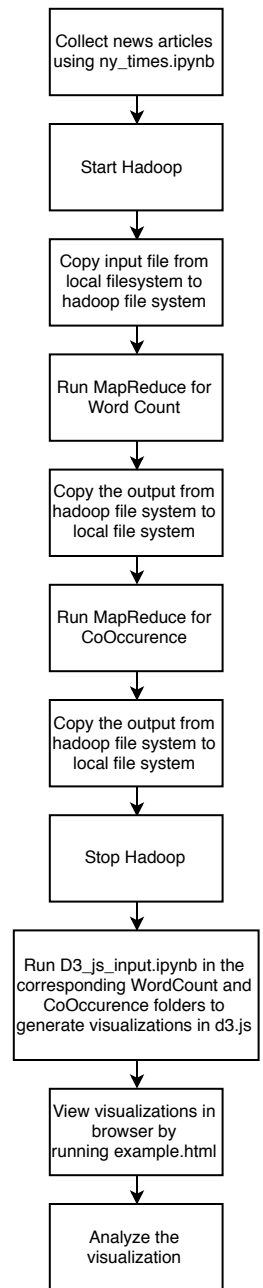 Collect news articles
using ny_times.ipynb
Start Hadoop
Copy input file from
local filesystem to
hadoop file system
Run MapReduce for
Word Count
Copy the output from
hadoop file system to
local file system
Run MapReduce for
CoOccurence
Copy the output from
hadoop file system to
local file system
Stop Hadoop
Run D3_js_input.ipynb in the
corresponding WordCount and
CoOccurence folders to
generate visualizations in d3.js
View visualizations in
browser by
running example.html
Analyze the
visualization